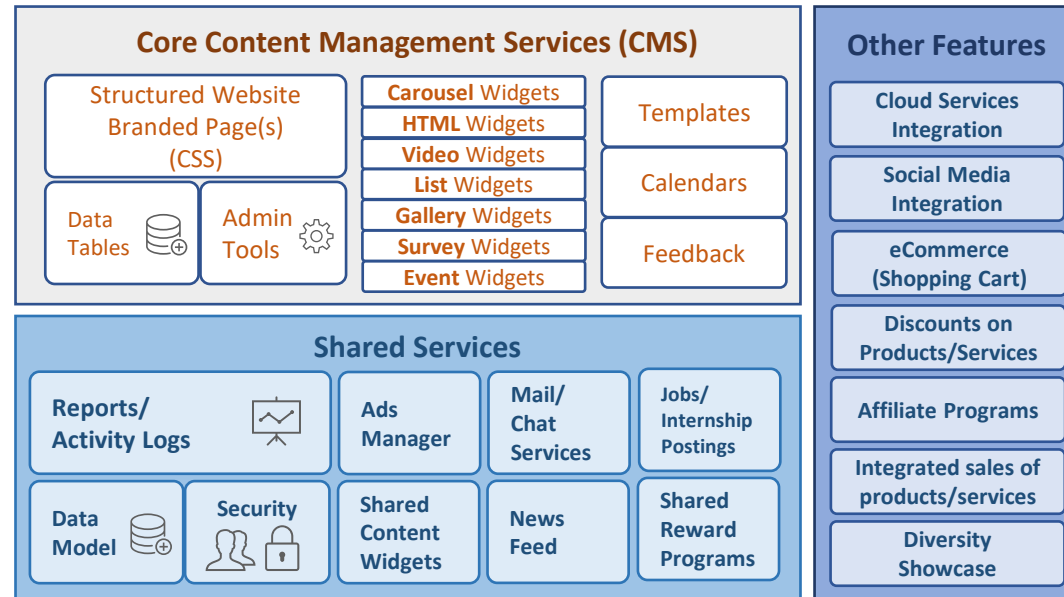 Core Content Management Services (CMS)
Structured Website
Branded Page(s)
(CSS)
Data
Tables
Admin
Tools
Carousel Widgets
HTML Widgets
Video Widgets
List Widgets
Gallery Widgets
Survey Widgets
Event Widgets
Templates
Calendars
Feedback
Shared Services
Reports/
Activity Logs
Ads
Manager
Mail/
Chat
Services
Jobs/
Internship
Postings
Data
Model
Security
Shared
Content
Widgets
News
Feed
Shared
Reward
Programs
Other Features
Cloud Services
Integration
Social Media
Integration
eCommerce
(Shopping Cart)
Discounts on
Products/Services
Affiliate Programs
Integrated sales of
products/services
Diversity
Showcase